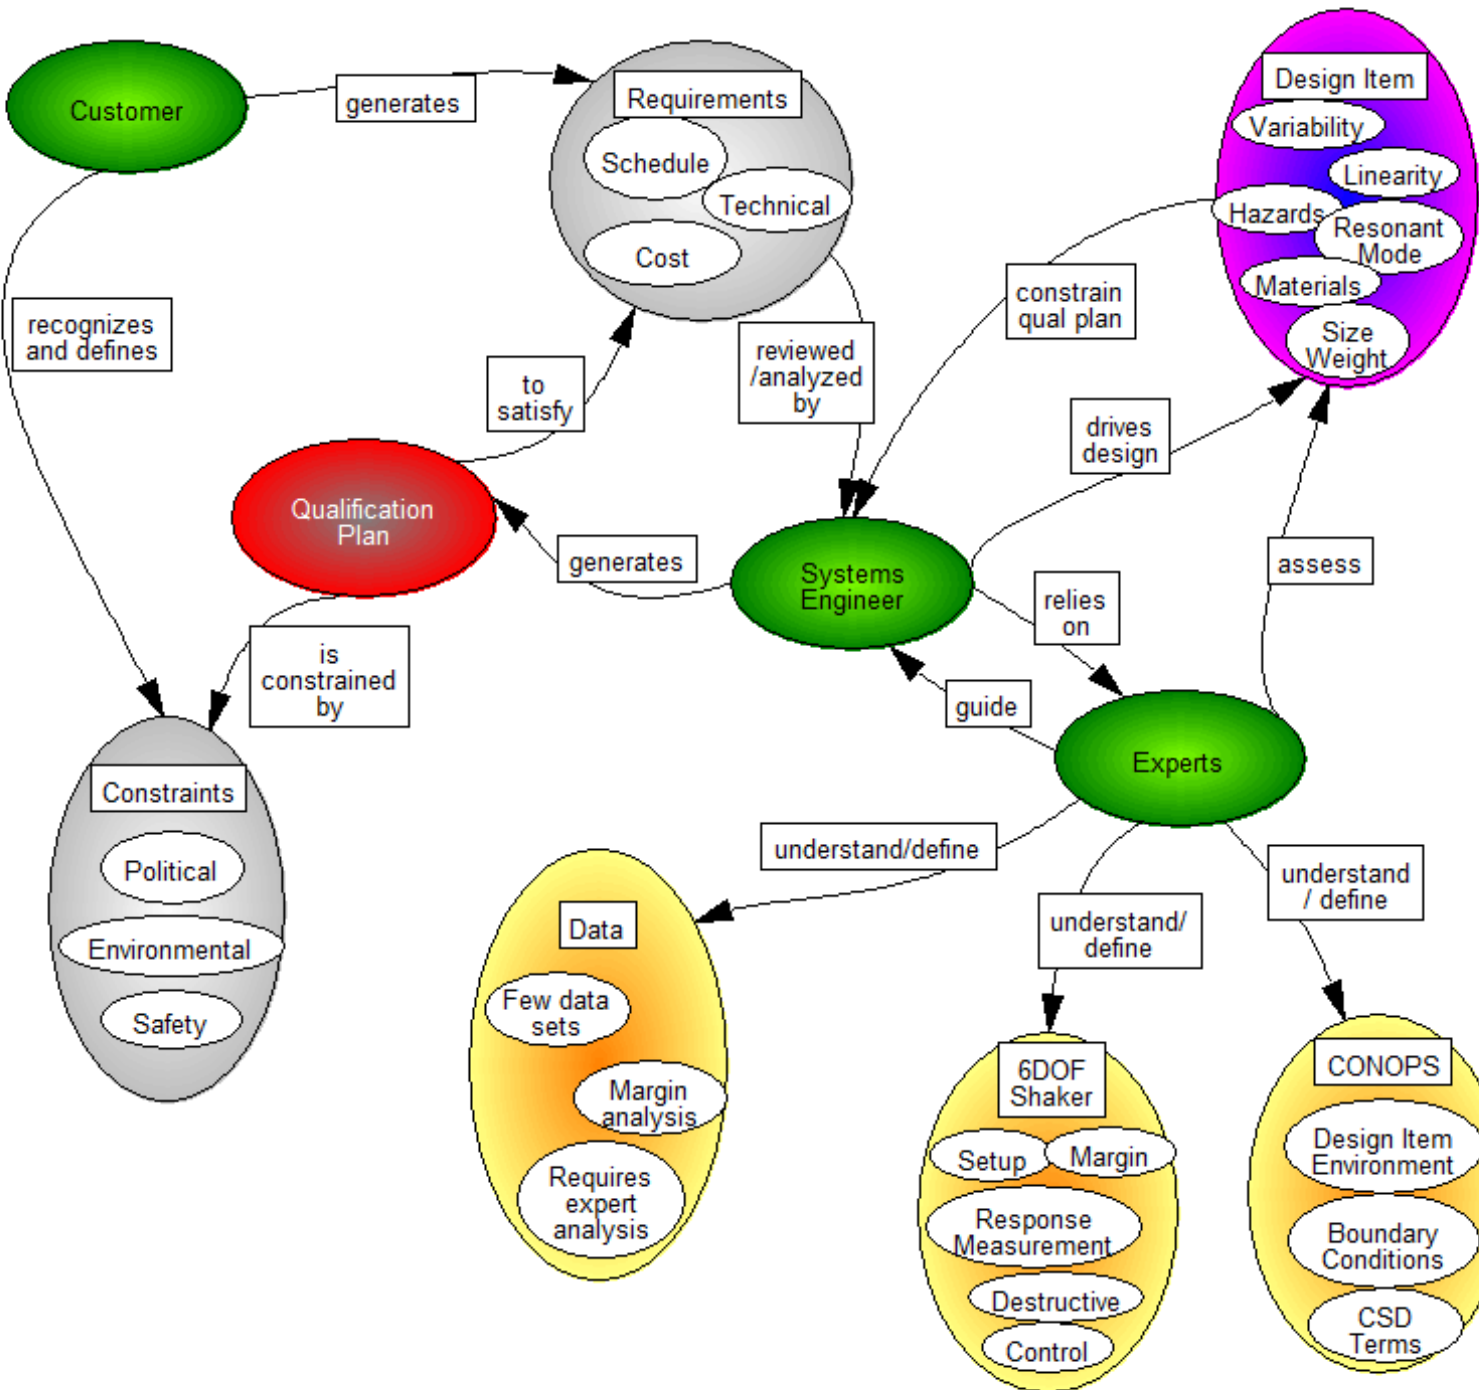 Customer
generates
Requirements
Schedule
Technical
Cost
Design Item
Variability
Linearity
Hazards
Resonant
Mode
Materials
Size
Weight
recognizes
and defines
to
satisfy
reviewed
/analyzed
by
constrain
qual plan
drives
design
Qualification
Plan
generates
Systems
Engineer
relies
on
assess
is
constrained
by
guide
Experts
Constraints
Political
Environmental
Safety
understand/define
understand/
define
understand
/ define
Data
Few data
sets
Margin
analysis
Requires
expert
analysis
6DOF
Shaker
Setup
Margin
Response
Measurement
Destructive
Control
CONOPS
Design Item
Environment
Boundary
Conditions
CSD
Terms